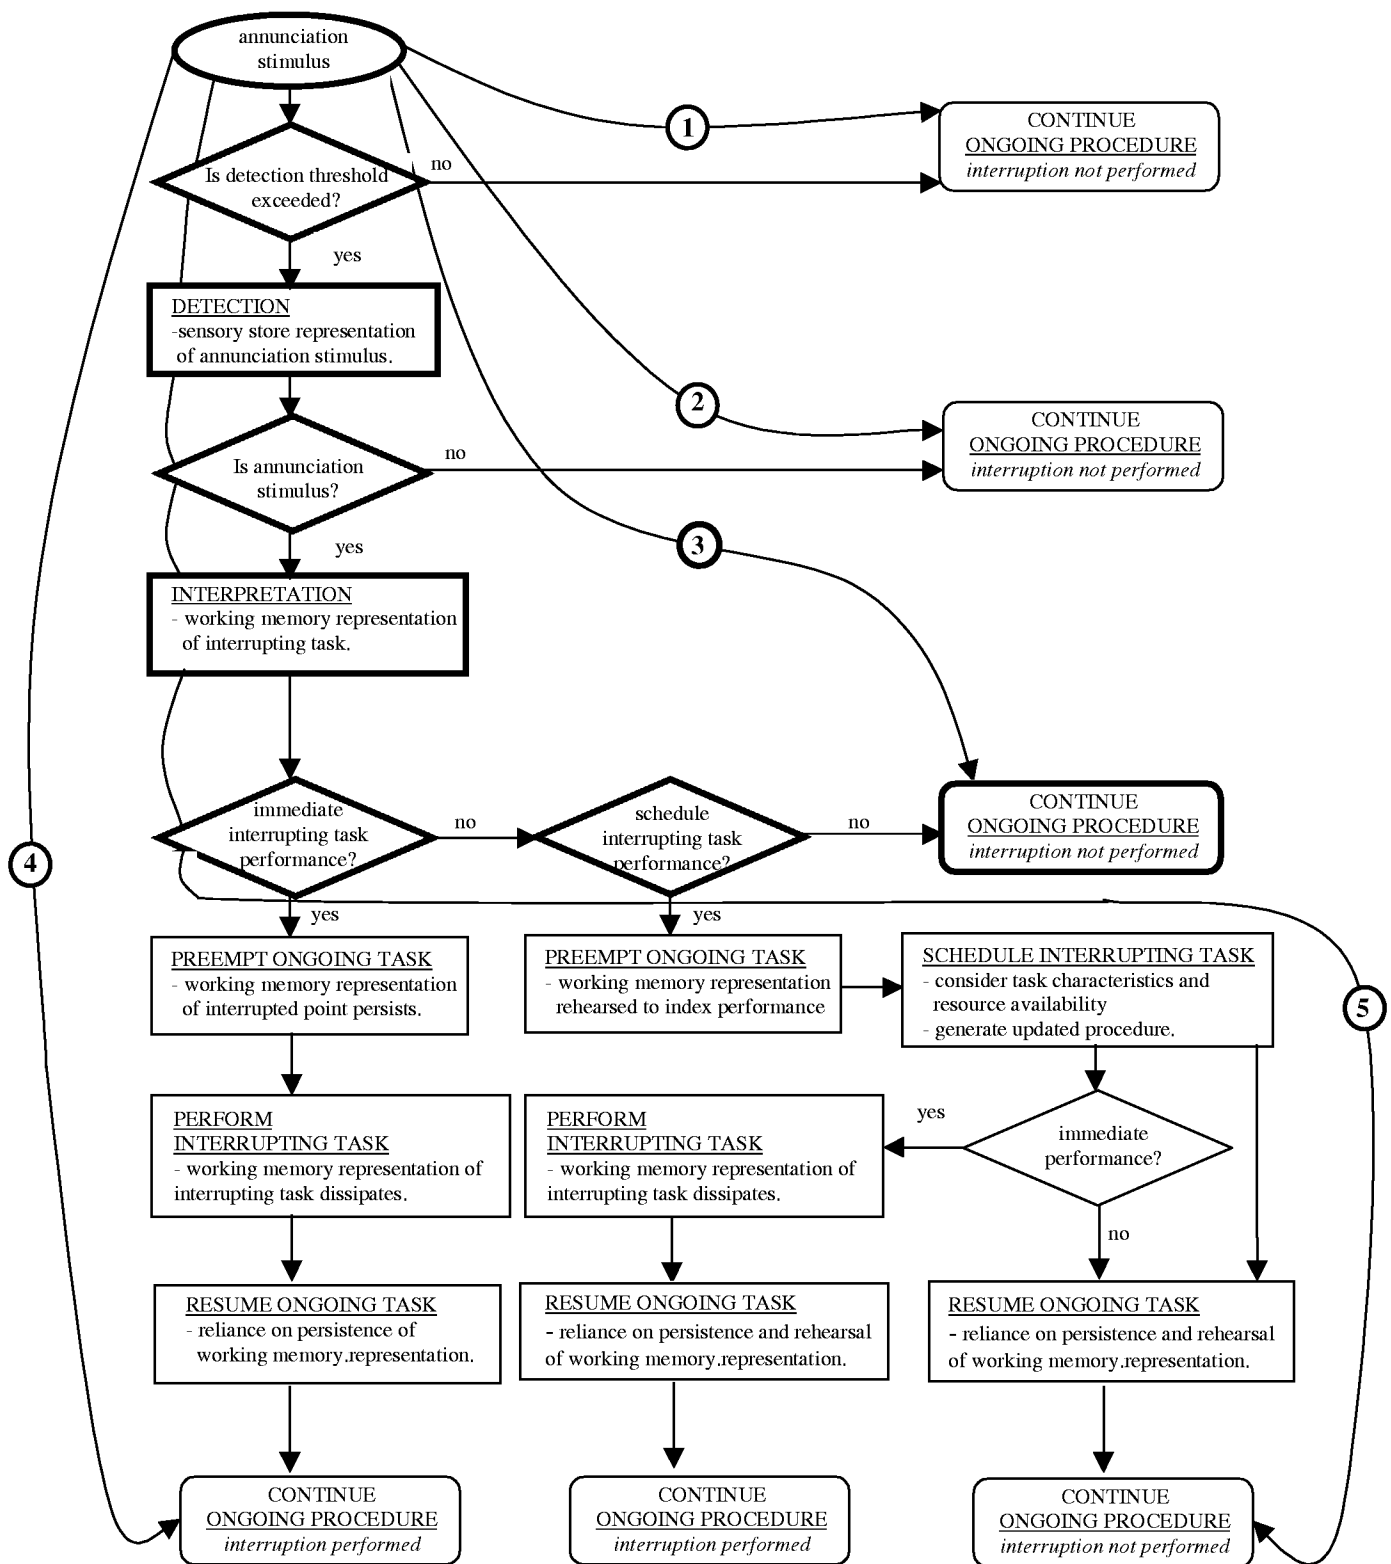 annunciation
stimulus
1
CONTINUE
ONGOING PROCEDURE
interruption not performed
no
Is detection threshold
exceeded?
yes
DETECTION
-sensory store representation
of annunciation stimulus.
2
CONTINUE
ONGOING PROCEDURE
interruption not performed
no
Is annunciation
stimulus?
yes
3
INTERPRETATION
- working memory representation
of interrupting task.
immediate
interrupting task
performance?
no
schedule
interrupting task
performance?
no
CONTINUE
ONGOING PROCEDURE
interruption not performed
4
yes
yes
PREEMPT ONGOING TASK
- working memory representation
of interrupted point persists.
PREEMPT ONGOING TASK
- working memory representation
rehearsed to index performance
SCHEDULE INTERRUPTING TASK
- consider task characteristics and
resource availability
- generate updated procedure.
5
PERFORM
INTERRUPTING TASK
- working memory representation of
interrupting task dissipates.
PERFORM
INTERRUPTING TASK
- working memory representation of
interrupting task dissipates.
yes
immediate
performance?
no
RESUME ONGOING TASK
- reliance on persistence of
working memory.representation.
RESUME ONGOING TASK
- reliance on persistence and rehearsal
of working memory.representation.
RESUME ONGOING TASK
- reliance on persistence and rehearsal
of working memory.representation.
CONTINUE
ONGOING PROCEDURE
interruption performed
CONTINUE
ONGOING PROCEDURE
interruption performed
CONTINUE
ONGOING PROCEDURE
interruption not performed